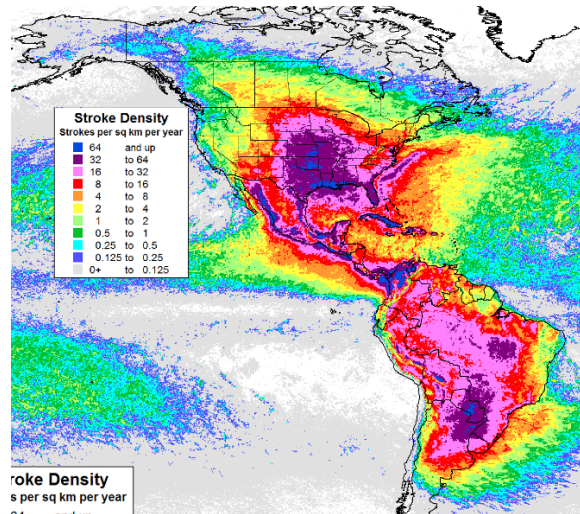 Stroke Density
Strokes per sq km per year
64 and up
32 to 64
16 to 32
8 to 16
4 to 8
2 to 4
1 to 2
0.5 to 1
0.25 to 0.5
0.125 to 0.25
0+ to 0.125
roke Density
s per sq km per year